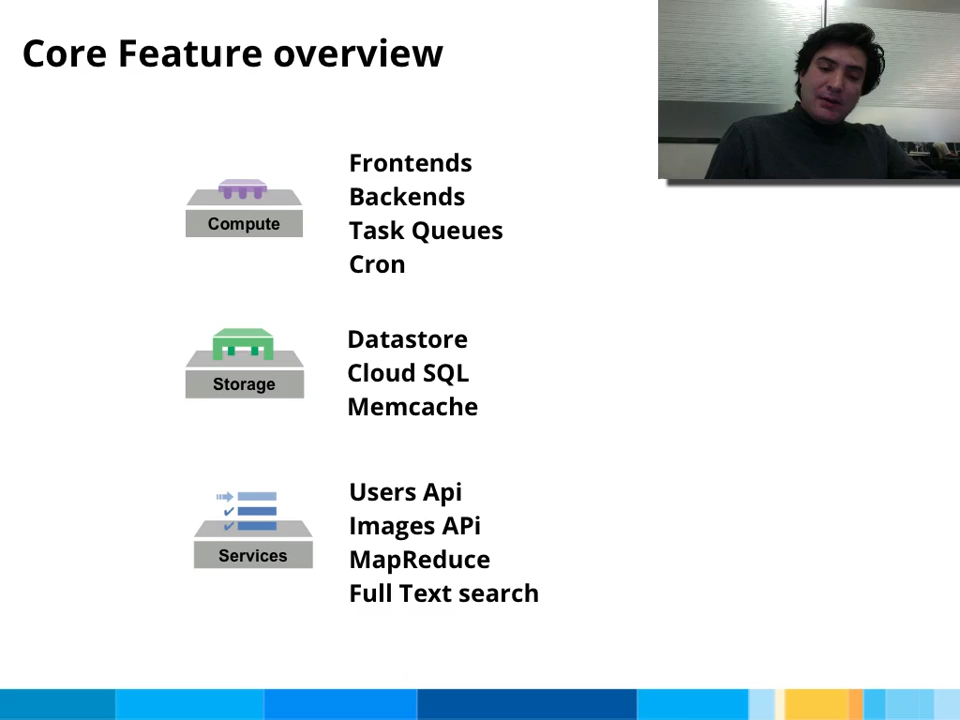 Core Feature overview
Compute
Frontends
Backends
Task Queues
Cron
Storage
Datastore
Cloud SQL
Memcache
Services
Users Api
Images APi
MapReduce
Full Text search